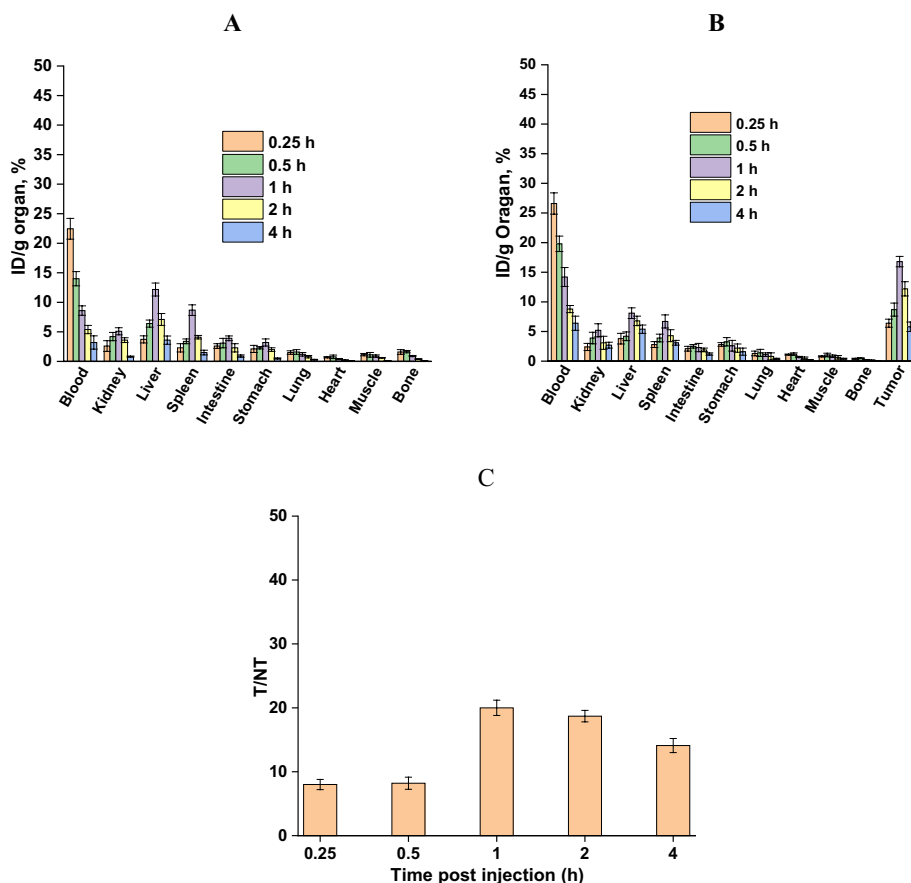 A
ID/g organ, %
50
45
40
35
30
25
20
15
10
5
0
0.25 h
0.5 h
1 h
2 h
4 h
Blood
Kidney
Liver
Spleen
Intestine
Stomach
Lung
Heart
Muscle
Bone
B
ID/g Oragan, %
50
45
40
35
30
25
20
15
10
5
0
0.25 h
0.5 h
1 h
2 h
4 h
Blood
Kidney
Liver
Spleen
Intestine
Stomach
Lung
Heart
Muscle
Bone
Tumor
C
T/NT
50
40
30
20
10
0
0.25 0.5 1 2 4
Time post injection (h)